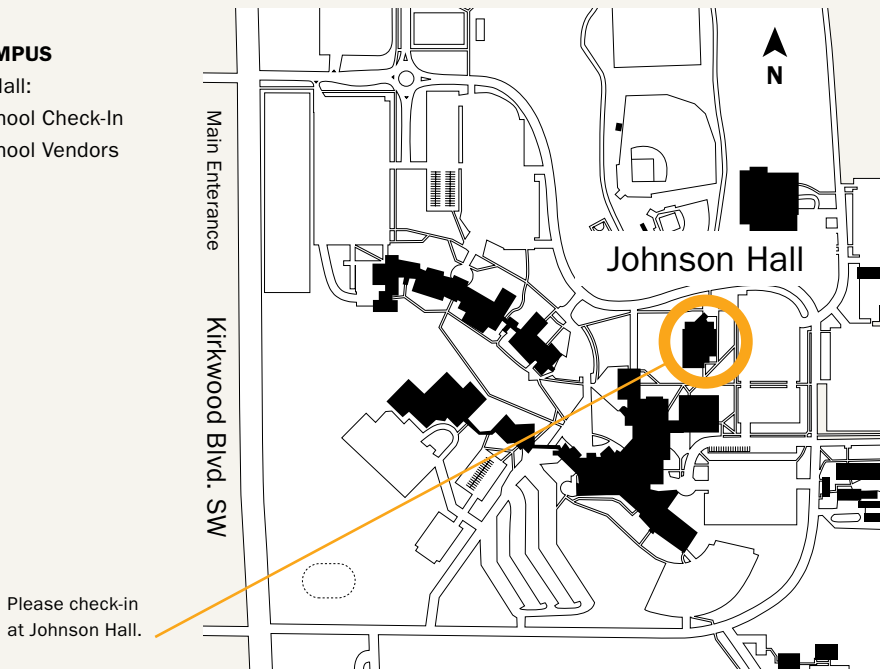 MPUS
Hall:
hool Check-In
hool Vendors
N
Main Enterance
Johnson Hall
Kirkwood Blvd. SW
Please check-in
at Johnson Hall.